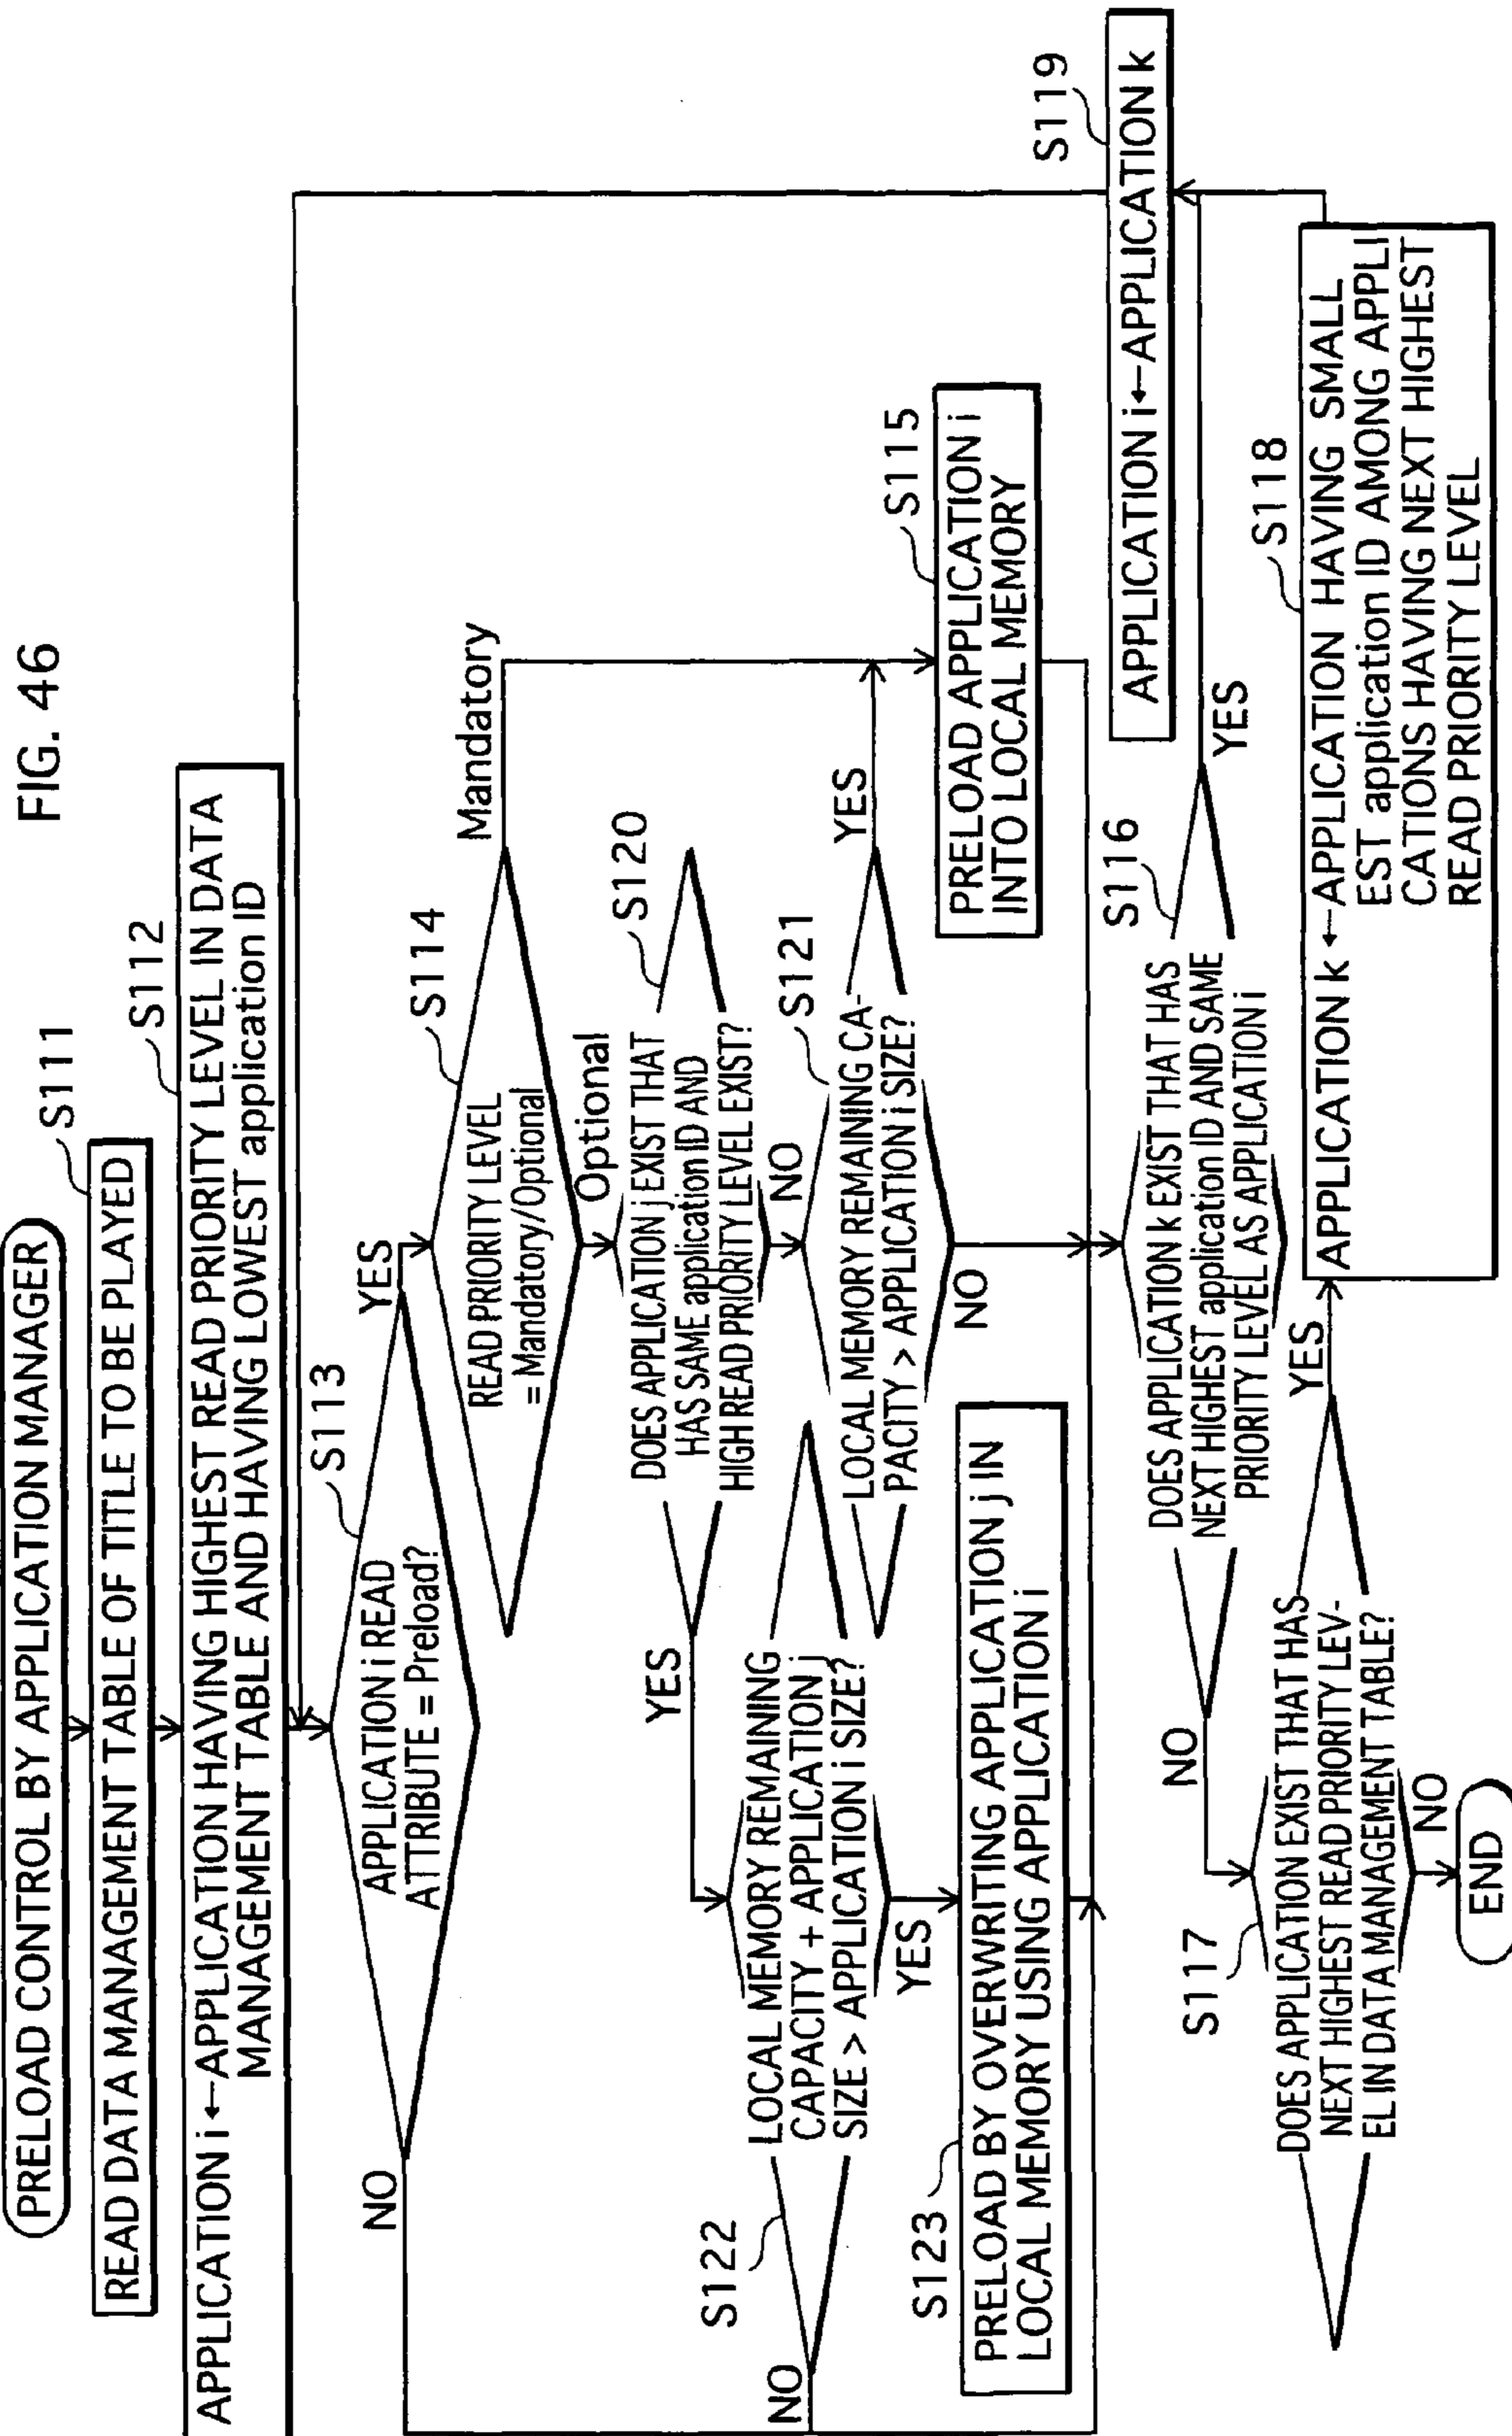 FIG. 46
PRELOAD CONTROL BY APPLICATION MANAGER
S111
READ DATA MANAGEMENT TABLE OF TITLE TO BE PLAYED
S112
APPLICATION i ← APPLICATION HAVING HIGHEST READ PRIORITY LEVEL IN DATA
MANAGEMENT TABLE AND HAVING LOWEST application ID
S113
APPLICATION i READ
ATTRIBUTE = Preload?
NO
YES
S114
READ PRIORITY LEVEL
= Mandatory/Optional
Mandatory
Optional
S120
DOES APPLICATION j EXIST THAT
HAS SAME application ID AND
HIGH READ PRIORITY LEVEL EXIST?
YES
NO
S122
LOCAL MEMORY REMAINING
CAPACITY + APPLICATION j
SIZE > APPLICATION i SIZE?
NO
YES
S121
LOCAL MEMORY REMAINING CA-
PACITY > APPLICATION i SIZE?
YES
NO
S123
PRELOAD BY OVERWRITING APPLICATION j IN
LOCAL MEMORY USING APPLICATION i
S115
PRELOAD APPLICATION i
INTO LOCAL MEMORY
S116
DOES APPLICATION k EXIST THAT HAS
NEXT HIGHEST application ID AND SAME
PRIORITY LEVEL AS APPLICATION i
NO
YES
S119
APPLICATION i ← APPLICATION k
S117
DOES APPLICATION EXIST THAT HAS
NEXT HIGHEST READ PRIORITY LEV-
EL IN DATA MANAGEMENT TABLE?
YES
NO
S118
APPLICATION k ← APPLICATION HAVING SMALL
EST application ID AMONG APPLI
CATIONS HAVING NEXT HIGHEST
READ PRIORITY LEVEL
END